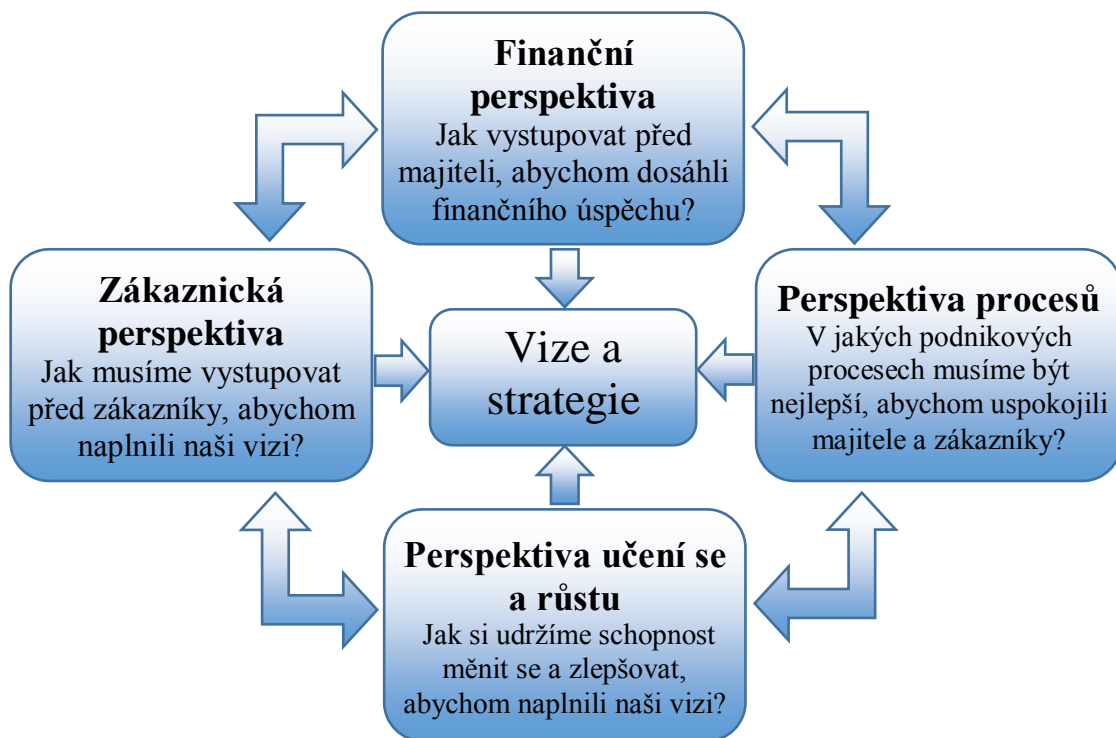 Finanční
perspektiva
Jak vystupovat před
majiteli, abychom dosáhli
finančního úspěchu?
Zákaznická
perspektiva
Jak musíme vystupovat
před zákazníky, abychom
naplnili naši vizi?
Vize a
strategie
Perspektiva procesů
V jakých podnikových
procesech musíme být
nejlepší, abychom uspokojili
majitele a zákazníky?
Perspektiva učení se
a růstu
Jak si udržíme schopnost
měnit se a zlepšovat,
abychom naplnili naši vizi?